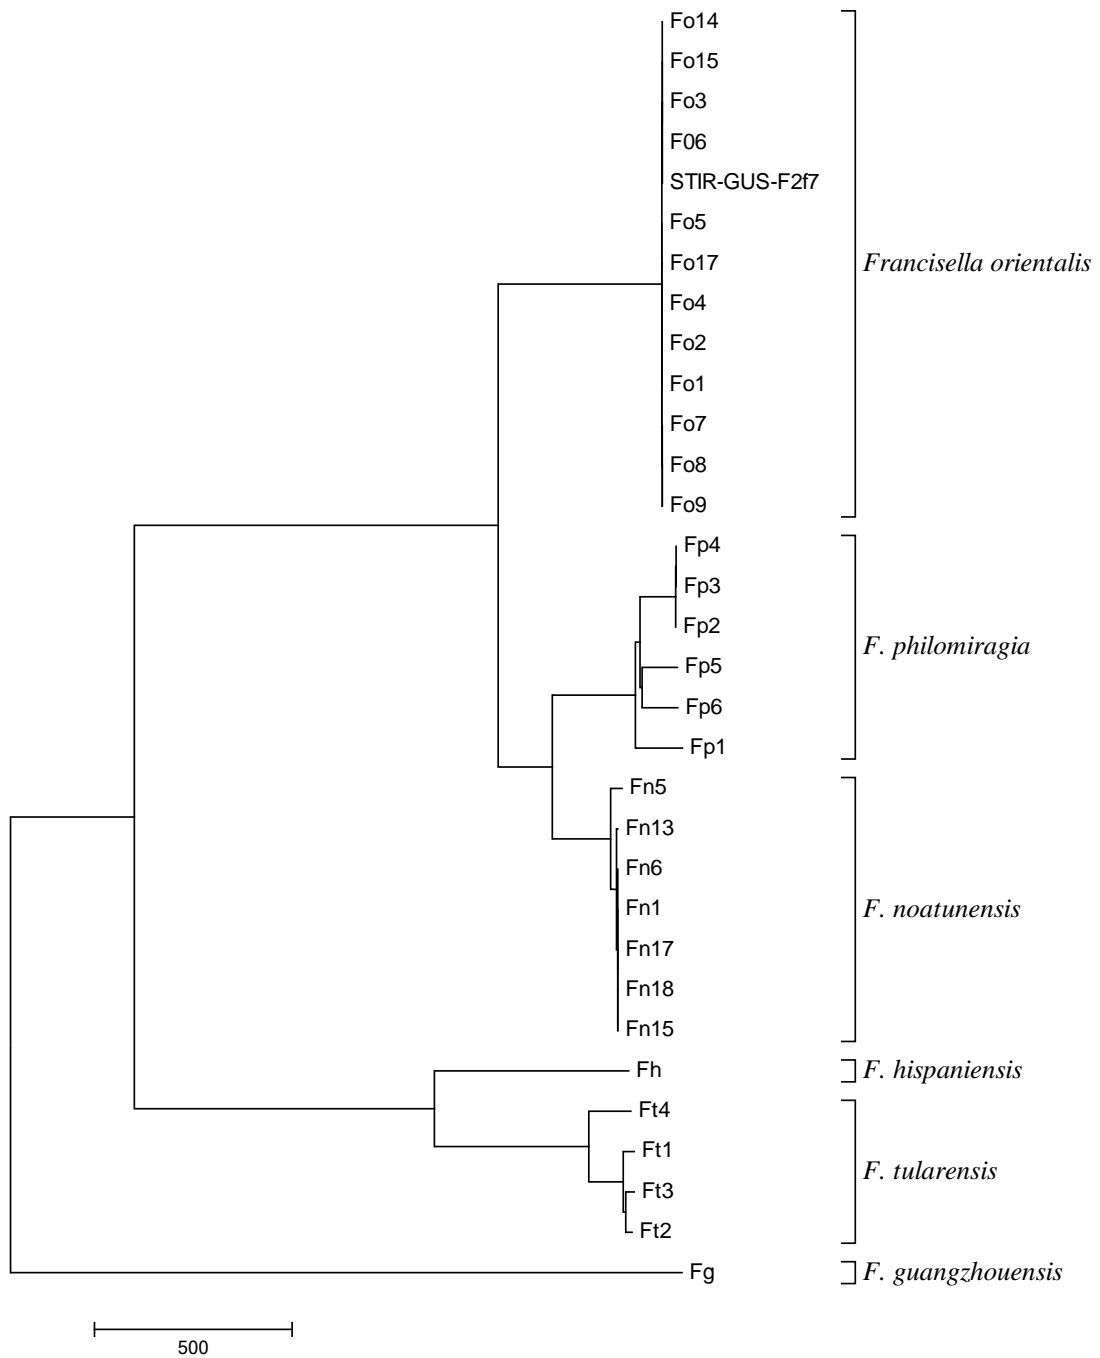 Fo14
Fo15
Fo3
F06
STIR-GUS-F2f7
Fo5
Fo17
Francisella orientalis
Fo4
Fo2
Fo1
Fo7
Fo8
Fo9
Fp4
Fp3
Fp2
F. philomiragia
Fp5
Fp6
Fp1
Fn5
Fn13
Fn6
Fn1
F. noatunensis
Fn17
Fn18
Fn15
Fh
F. hispaniensis
Ft4
Ft1
F. tularensis
Ft3
Ft2
Fg
F. guangzhouensis
500